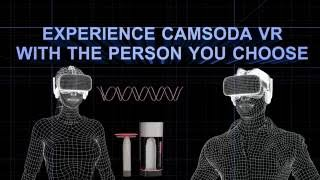 EXPERIENCE CAMSODA VR
WITH THE PERSON YOU CHOOSE